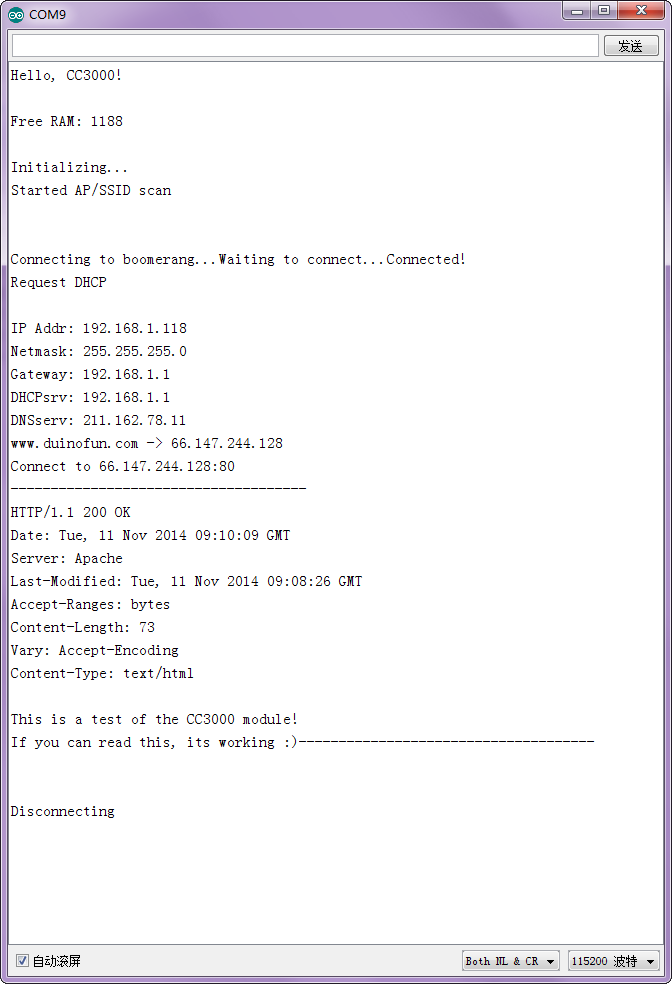 COM9
发送
Hello, CC3000!
Free RAM: 1188
Initializing...
Started AP/SSID scan
Connecting to boomerang...Waiting to connect...Connected!
Request DHCP
IP Addr: 192.168.1.118
Netmask: 255.255.255.0
Gateway: 192.168.1.1
DHCPsrv: 192.168.1.1
DNSserv: 211.162.78.11
www.duinofun.com -> 66.147.244.128
Connect to 66.147.244.128:80
-------------------------------------
HTTP/1.1 200 OK
Date: Tue, 11 Nov 2014 09:10:09 GMT
Server: Apache
Last-Modified: Tue, 11 Nov 2014 09:08:26 GMT
Accept-Ranges: bytes
Content-Length: 73
Vary: Accept-Encoding
Content-Type: text/html
This is a test of the CC3000 module!
If you can read this, its working :)-------------------------------------
Disconnecting
自动滚屏
Both NL & CR
115200 波特